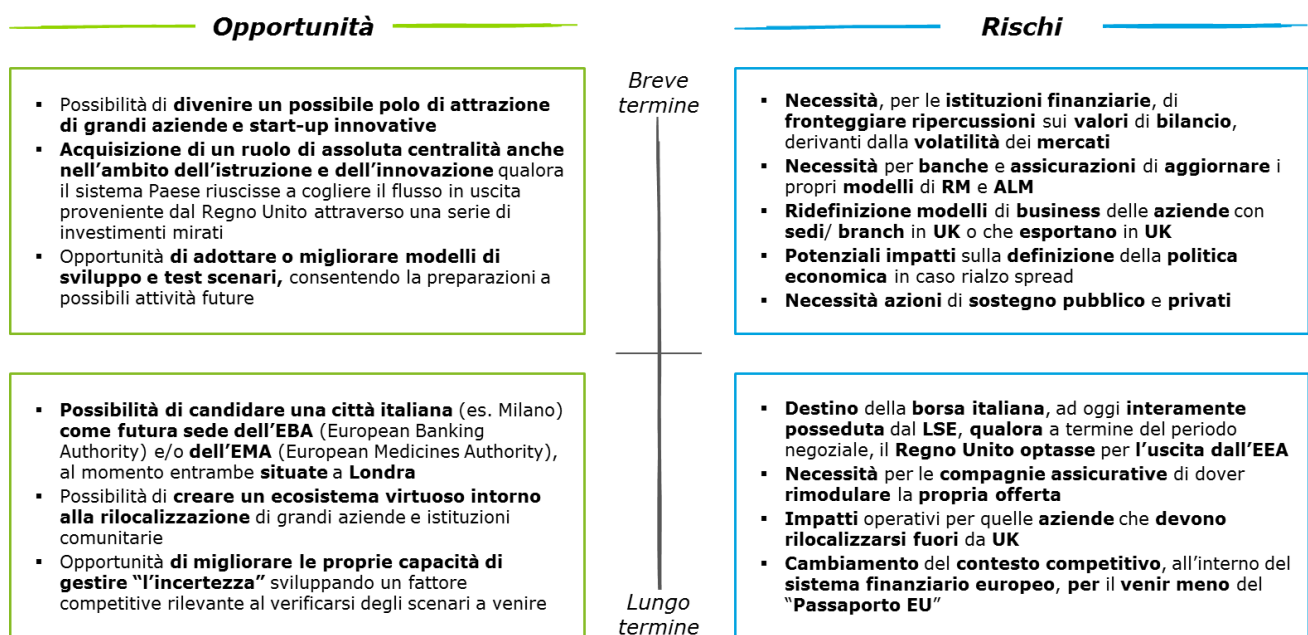 Opportunità
Rischi
Breve
termine
▪ Possibilità di divenire un possibile polo di attrazione
di grandi aziende e start-up innovative
▪ Acquisizione di un ruolo di assoluta centralità anche
nell’ambito dell’istruzione e dell’innovazione qualora
il sistema Paese riuscisse a cogliere il flusso in uscita
proveniente dal Regno Unito attraverso una serie di
investimenti mirati
▪ Opportunità di adottare o migliorare modelli di
sviluppo e test scenari, consentendo la preparazioni a
possibili attività future
▪ Necessità, per le istituzioni finanziarie, di
fronteggiare ripercussioni sui valori di bilancio,
derivanti dalla volatilità dei mercati
▪ Necessità per banche e assicurazioni di aggiornare i
propri modelli di RM e ALM
▪ Ridefinizione modelli di business delle aziende con
sedi/ branch in UK o che esportano in UK
▪ Potenziali impatti sulla definizione della politica
economica in caso rialzo spread
▪ Necessità azioni di sostegno pubblico e privati
▪ Possibilità di candidare una città italiana (es. Milano)
come futura sede dell’EBA (European Banking
Authority) e/o dell’EMA (European Medicines Authority),
al momento entrambe situate a Londra
▪ Possibilità di creare un ecosistema virtuoso intorno
alla rilocalizzazione di grandi aziende e istituzioni
comunitarie
▪ Opportunità di migliorare le proprie capacità di
gestire “l’incertezza” sviluppando un fattore
competitive rilevante al verificarsi degli scenari a venire
▪ Destino della borsa italiana, ad oggi interamente
posseduta dal LSE, qualora a termine del periodo
negoziale, il Regno Unito optasse per l’uscita dall’EEA
▪ Necessità per le compagnie assicurative di dover
rimodulare la propria offerta
▪ Impatti operativi per quelle aziende che devono
rilocalizzarsi fuori da UK
▪ Cambiamento del contesto competitivo, all’interno del
sistema finanziario europeo, per il venir meno del
“Passaporto EU”
Lungo
termine